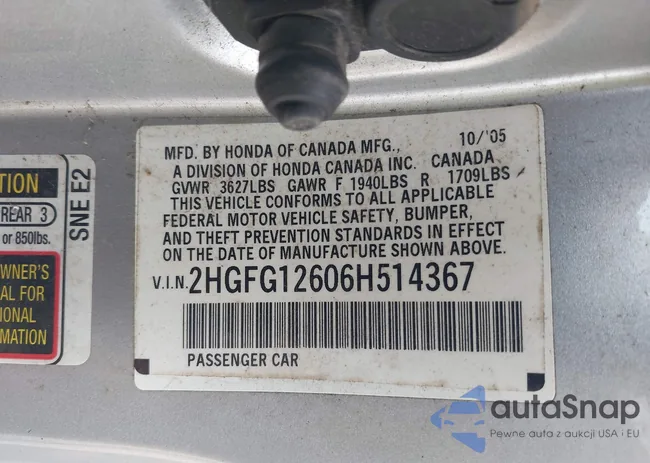 MFD. BY HONDA OF CANADA MFG., 10/'05
A DIVISION OF HONDA CANADA INC. CANADA
GVWR 3627LBS GAWR F 1940LBS R 1709LBS
THIS VEHICLE CONFORMS TO ALL APPLICABLE
FEDERAL MOTOR VEHICLE SAFETY, BUMPER,
AND THEFT PREVENTION STANDARDS IN EFFECT
ON THE DATE OF MANUFACTURE SHOWN ABOVE.
V.I.N. 2HGFG12606H514367
PASSENGER CAR
TION
REAR 3
or 850lbs.
WNER'S
AL FOR
IONAL
RMATION
SNE E2
autaSnap
Pewne auta z aukcji USA i EU